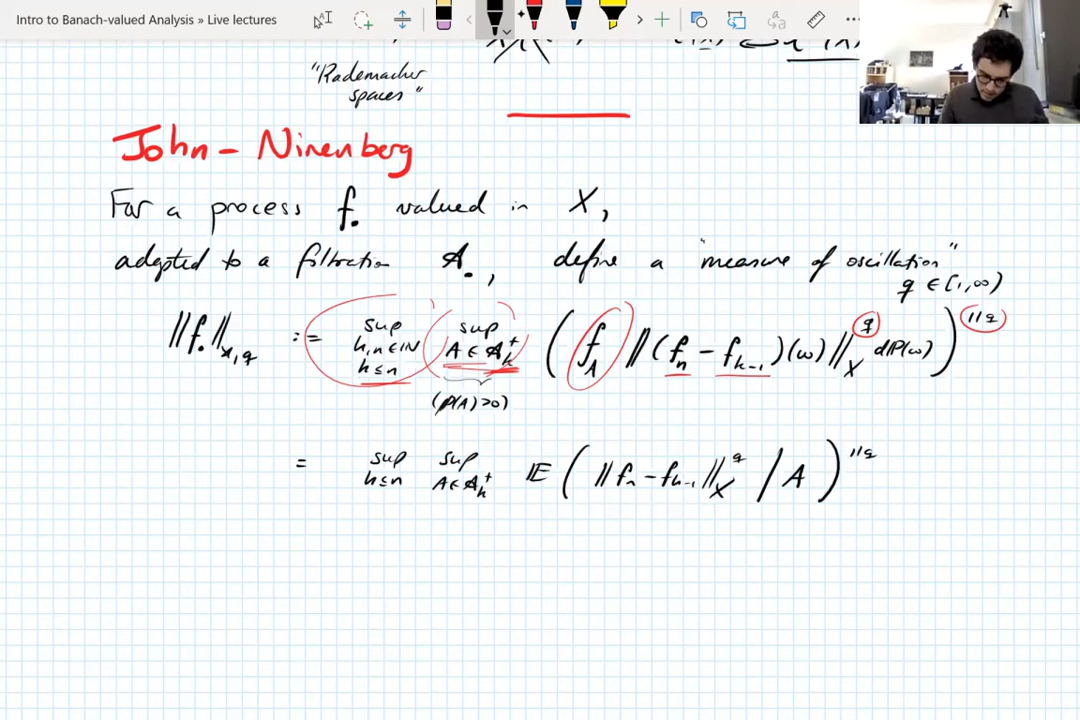 Intro to Banach-valued Analysis » Live lectures
"Rademacher
spaces"
John - Ninenberg
For a process f. valued in X,
adapted to a filtration A., define a "measure of oscillation"
q ∈ (1,∞)
||f.||_{*,q} := sup_{k,n∈ℕ, k≤n} sup_{A∈A_k^+} ( ⨍_A ||(f_n - f_{k-1})(ω)||_X^q dP(ω) )^{1/q}
(P(A)>0)
= sup_{k≤n} sup_{A∈A_k^+} 𝔼 ( ||f_n - f_{k-1}||_X^q / A )^{1/q}